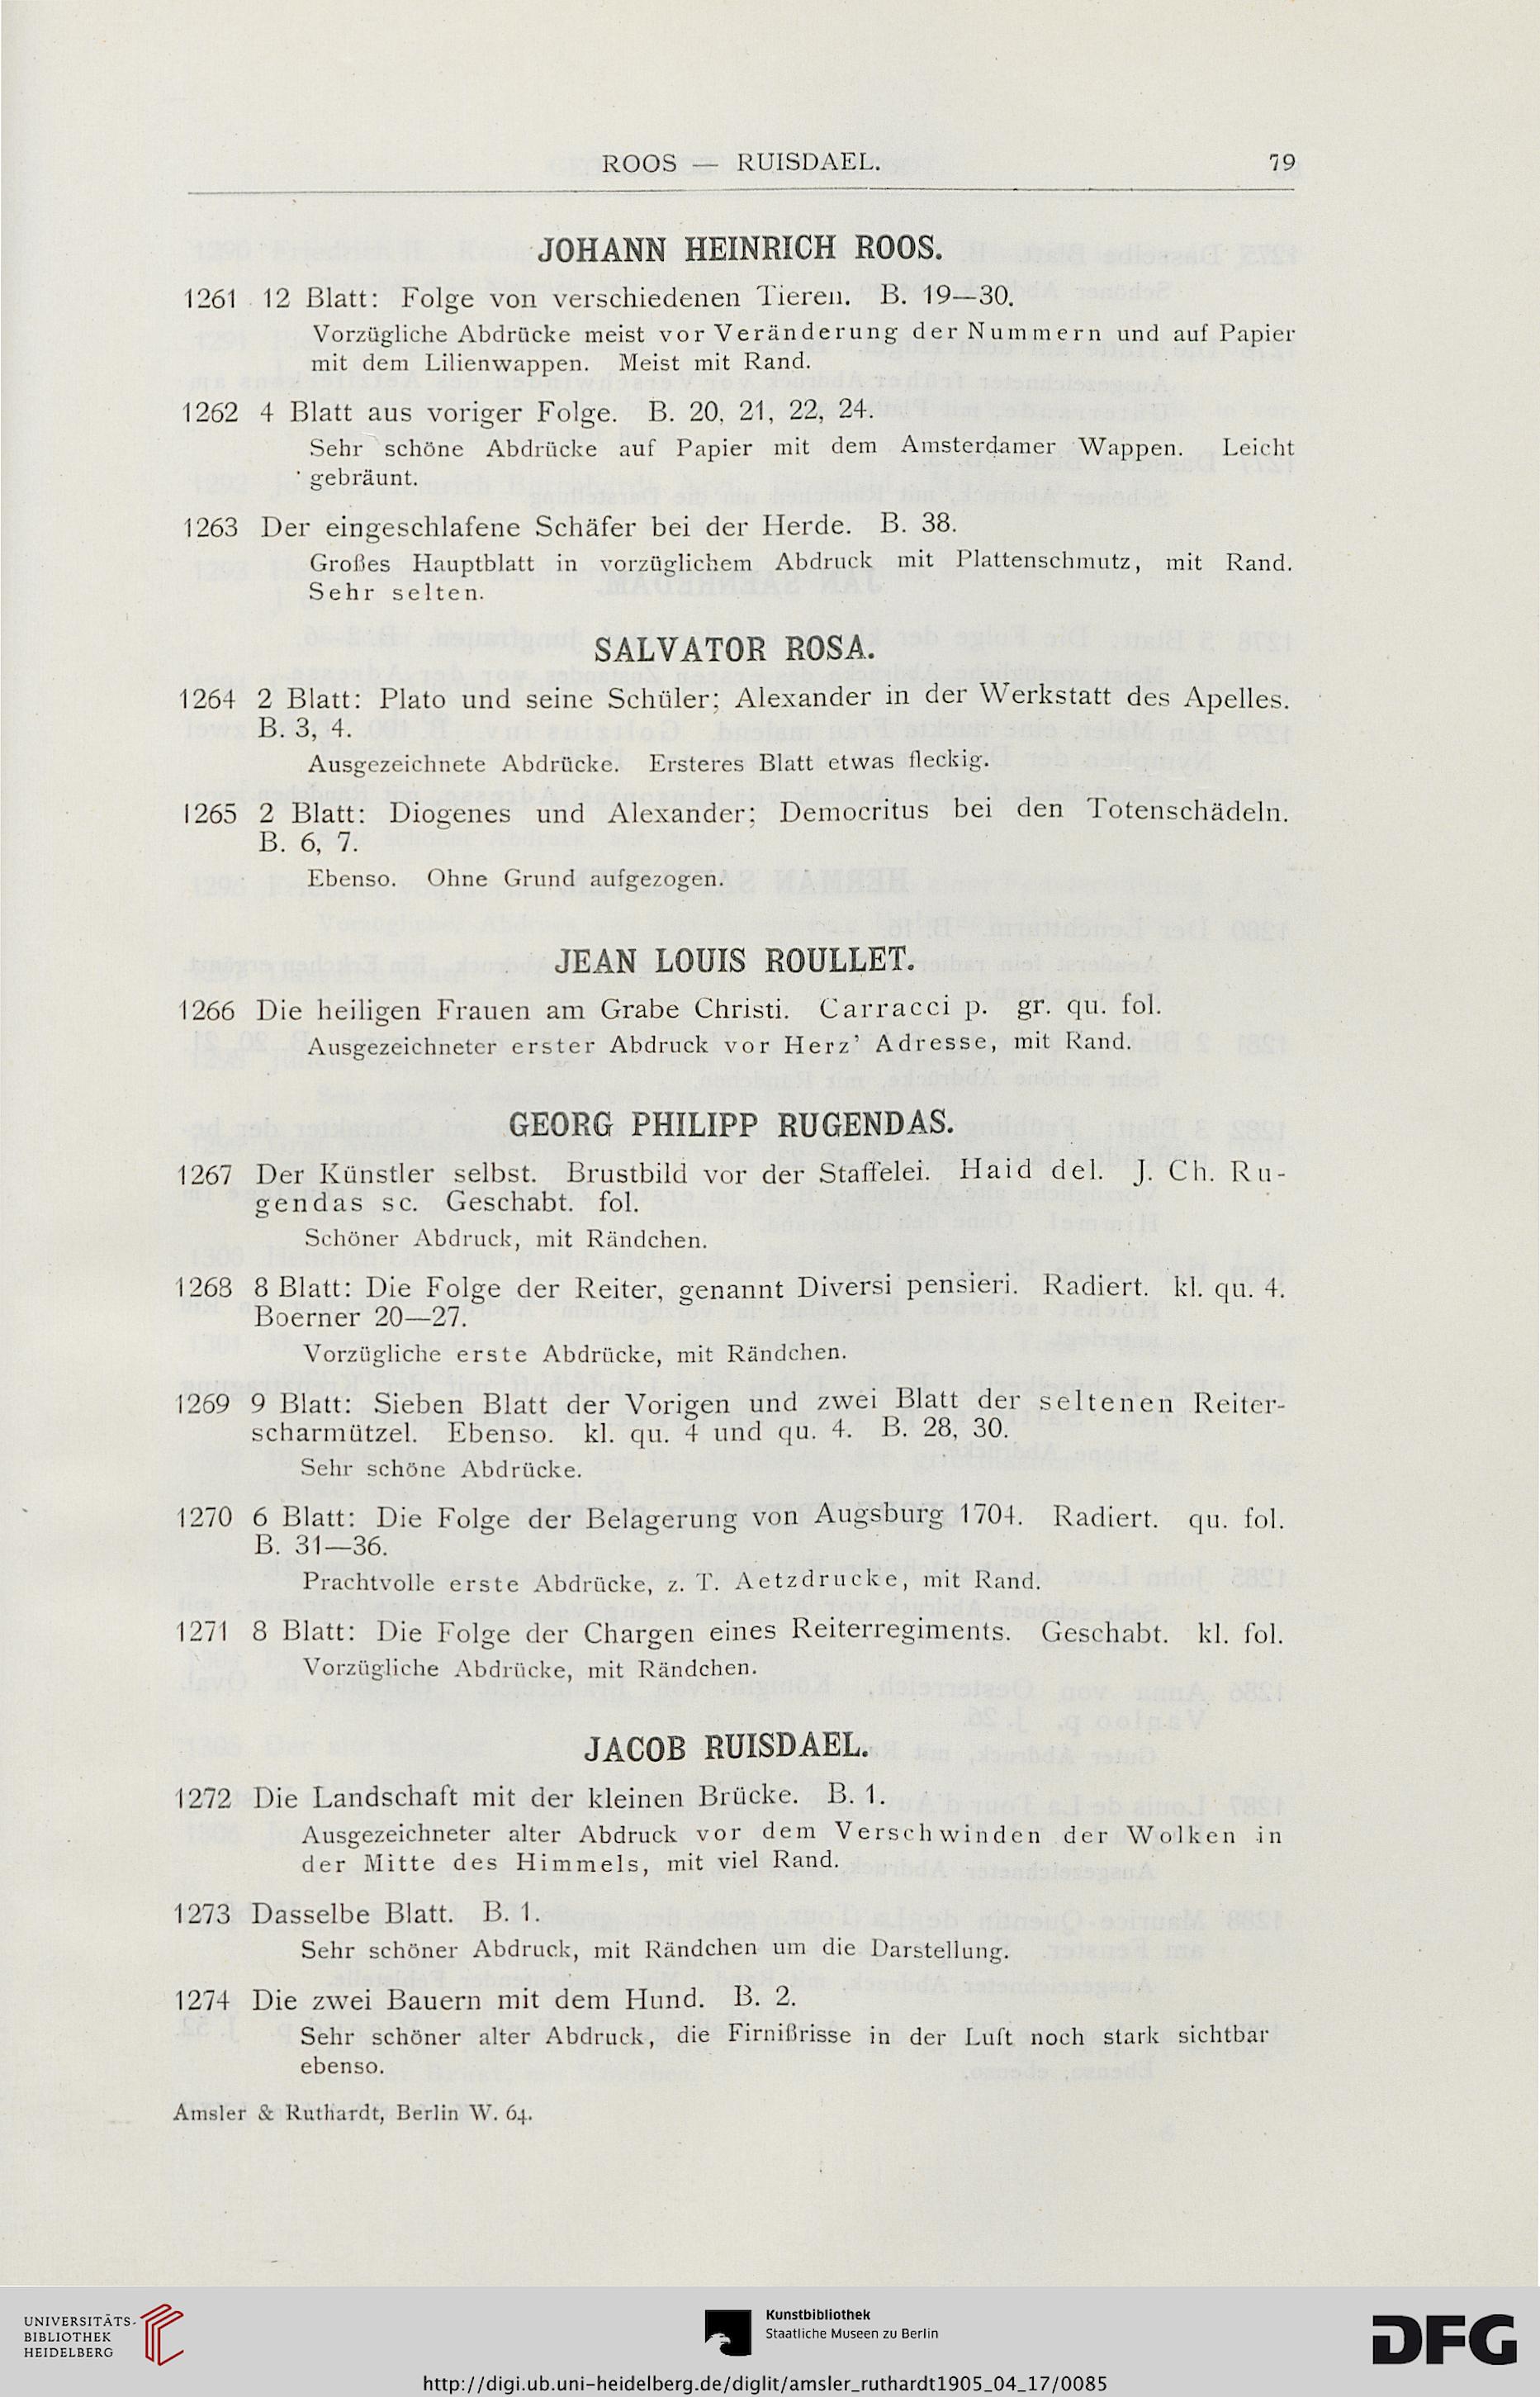 ROOS — RUISDAEL. 79
JOHANN HEINRICH ROOS.
1261 12 Blatt: Folge von verschiedenen Tieren. B. 19—30.
Vorzügliche Abdrücke meist vor Veränderung der Nummern und auf Papier
mit dem Lilienwappen. Meist mit Rand.
1262 4 Blatt aus voriger Folge. B. 20, 21, 22, 24.
Sehr schöne Abdrücke auf Papier mit dem Amsterdamer Wappen. Leicht
gebräunt.
1263 Der eingeschlafene Schäfer bei der Herde. B. 38.
Großes Hauptblatt in vorzüglichem Abdruck mit Plattenschmutz, mit Rand.
Sehr selten.
SALVATOR ROSA.
1264 2 Blatt: Plato und seine Schüler; Alexander in der Werkstatt des Apelles.
B. 3, 4.
Ausgezeichnete Abdrücke. Ersteres Blatt etwas fleckig.
1265 2 Blatt: Diogenes und Alexander; Democritus bei den Totenschädeln.
B. 6, 7.
Ebenso. Ohne Grund aufgezogen.
JEAN LOUIS ROULLET.
1266 Die heiligen Frauen am Grabe Christi. Carracci p. gr. qu. fol.
Ausgezeichneter erster Abdruck vor Herz' Adresse, mit Rand.
GEORG PHILIPP RUGENDAS.
1267 Der Künstler selbst. Brustbild vor der Staffelei. Haid del. J. Ch. Ru-
gendas sc. Geschabt. fol.
Schöner Abdruck, mit Rändchen.
1268 8 Blatt: Die Folge der Reiter, genannt Diversi pensieri. Radiert. kl. qu. 4.
Boerner 20—27.
Vorzügliche erste Abdrücke, mit Rändchen.
1269 9 Blatt: Sieben Blatt der Vorigen und zwei Blatt der seltenen Reiter-
scharmützel. Ebenso. kl. qu. 4 und qu. 4. B. 28, 30.
Sehr schöne Abdrücke.
1270 6 Blatt: Die Folge der Belagerung von Augsburg 1704. Radiert. qu. fol.
B. 31—36.
Prachtvolle erste Abdrücke, z. T. Aetzdrucke, mit Rand.
1271 8 Blatt: Die Folge der Chargen eines Reiterregiments. Geschabt. kl. fol.
Vorzügliche Abdrücke, mit Rändchen.
JACOB RUISDAEL.
1272 Die Landschaft mit der kleinen Brücke. B. 1.
Ausgezeichneter alter Abdruck vor dem Verschwinden der Wolken in
der Mitte des Himmels, mit viel Rand.
1273 Dasselbe Blatt. B. 1.
Sehr schöner Abdruck, mit Rändchen um die Darstellung.
1274 Die zwei Bauern mit dem Hund. B. 2.
Sehr schöner alter Abdruck, die Firnißrisse in der Luft noch stark sichtbar
ebenso.
Amsler & Ruthardt, Berlin W. 64.
UNIVERSITÄTS-
BIBLIOTHEK
HEIDELBERG
Kunstbibliothek
Staatliche Museen zu Berlin
DFG
http://digi.ub.uni-heidelberg.de/diglit/amsler_ruthardt1905_04_17/0085